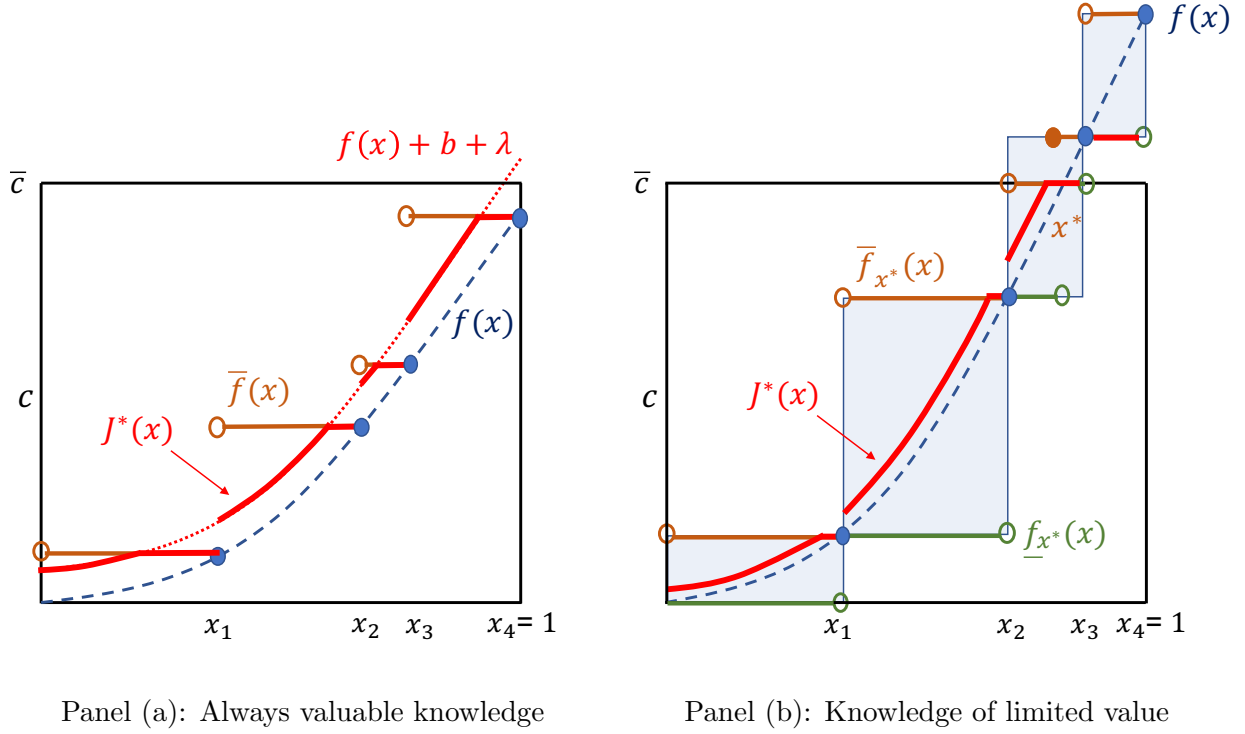 f(x)
f(x) + b + λ
c̅
c̅
x*
f̅ₓ*(x)
f̅(x)
f(x)
c
J*(x)
c
J*(x)
f̲ₓ*(x)
x₁
x₂
x₃
x₄= 1
x₁
x₂
x₃
x₄= 1
Panel (a): Always valuable knowledge
Panel (b): Knowledge of limited value